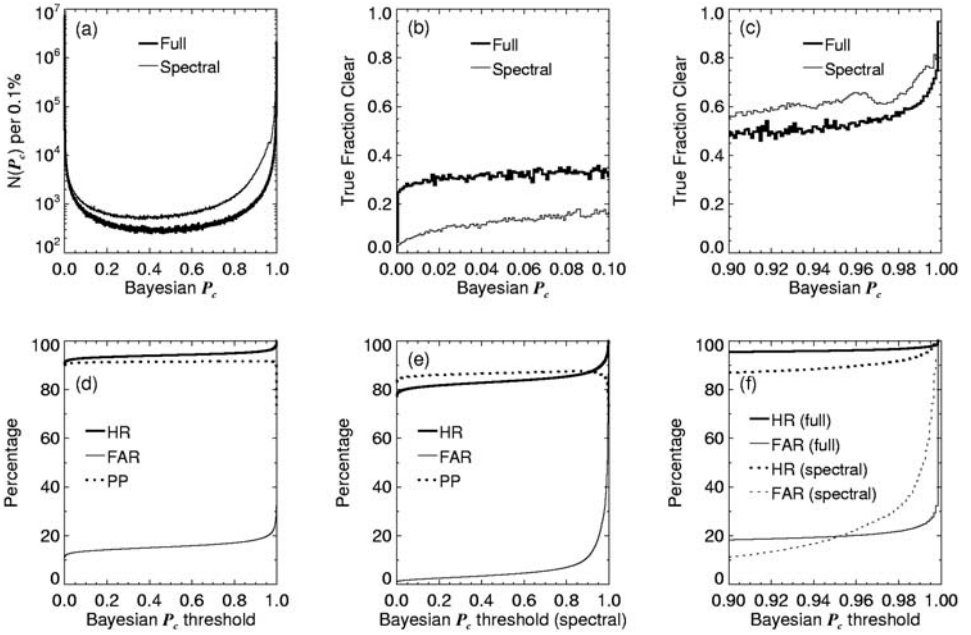 (a)
Full
Spectral
N(Pc) per 0.1%
10^7
10^6
10^5
10^4
10^3
10^2
0.0 0.2 0.4 0.6 0.8 1.0
Bayesian Pc
(b)
Full
Spectral
True Fraction Clear
1.0
0.8
0.6
0.4
0.2
0.0
0.00 0.02 0.04 0.06 0.08 0.10
Bayesian Pc
(c)
Full
Spectral
True Fraction Clear
1.0
0.8
0.6
0.4
0.2
0.0
0.90 0.92 0.94 0.96 0.98 1.00
Bayesian Pc
(d)
HR
FAR
PP
Percentage
100
80
60
40
20
0
0.0 0.2 0.4 0.6 0.8 1.0
Bayesian Pc threshold
(e)
HR
FAR
PP
Percentage
100
80
60
40
20
0
0.0 0.2 0.4 0.6 0.8 1.0
Bayesian Pc threshold (spectral)
(f)
HR (full)
FAR (full)
HR (spectral)
FAR (spectral)
Percentage
100
80
60
40
20
0
0.90 0.92 0.94 0.96 0.98 1.00
Bayesian Pc threshold